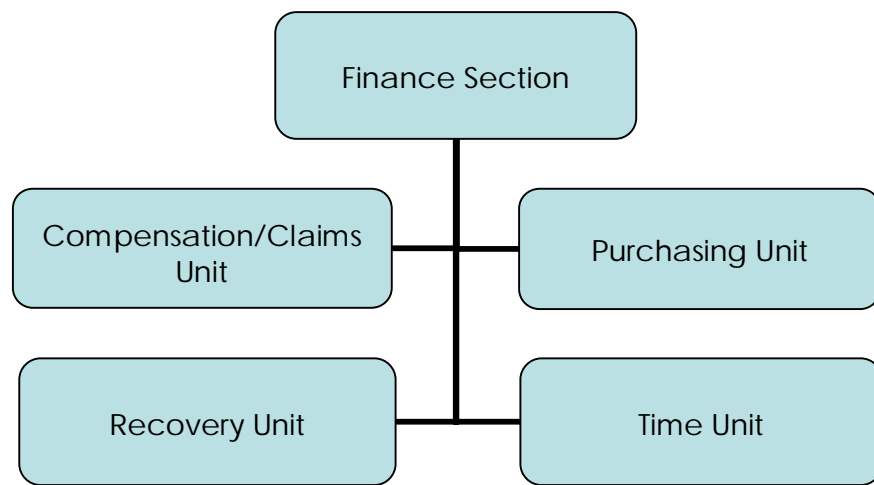 Finance Section
Compensation/Claims
Unit
Purchasing Unit
Recovery Unit
Time Unit